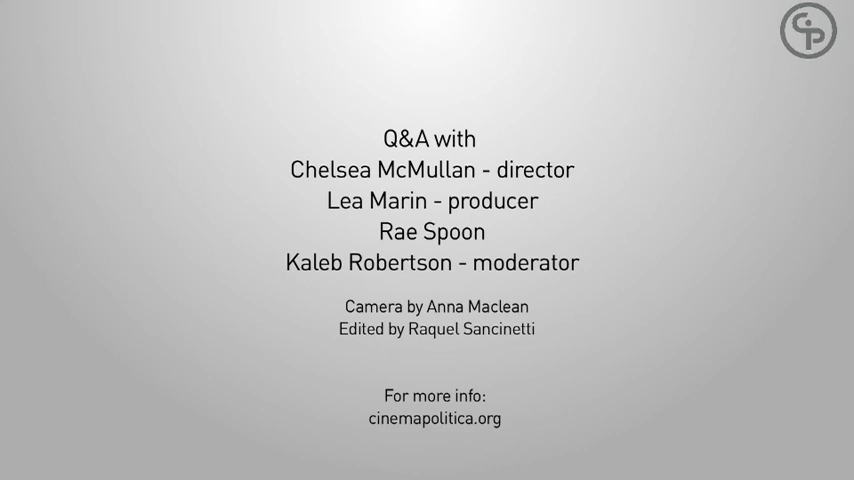 CP
Q&A with
Chelsea McMullan - director
Lea Marin - producer
Rae Spoon
Kaleb Robertson - moderator
Camera by Anna Maclean
Edited by Raquel Sancinetti
For more info:
cinemapolitica.org